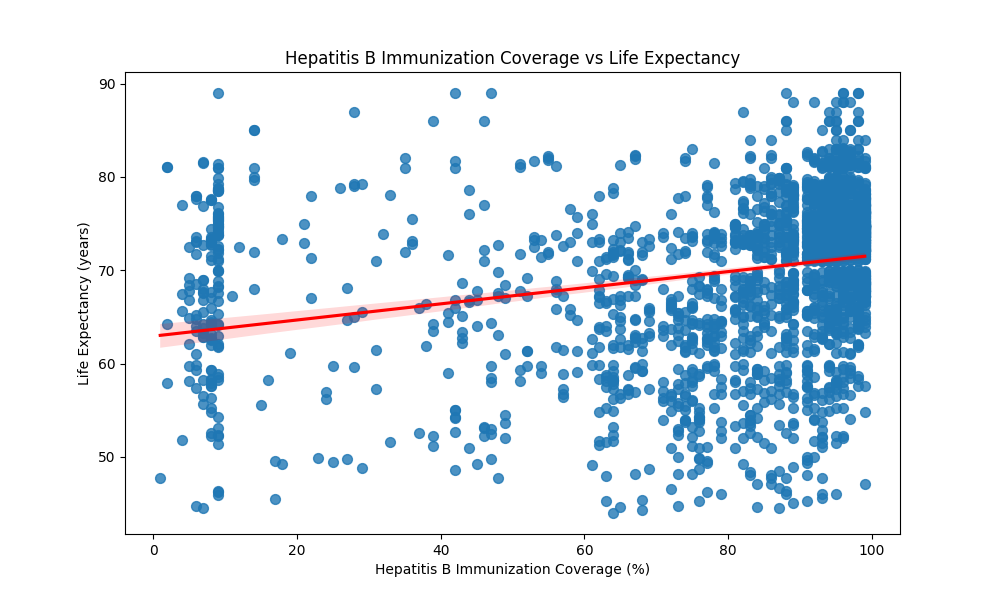 Hepatitis B Immunization Coverage vs Life Expectancy
90
80
70
60
50
Life Expectancy (years)
0 20 40 60 80 100
Hepatitis B Immunization Coverage (%)